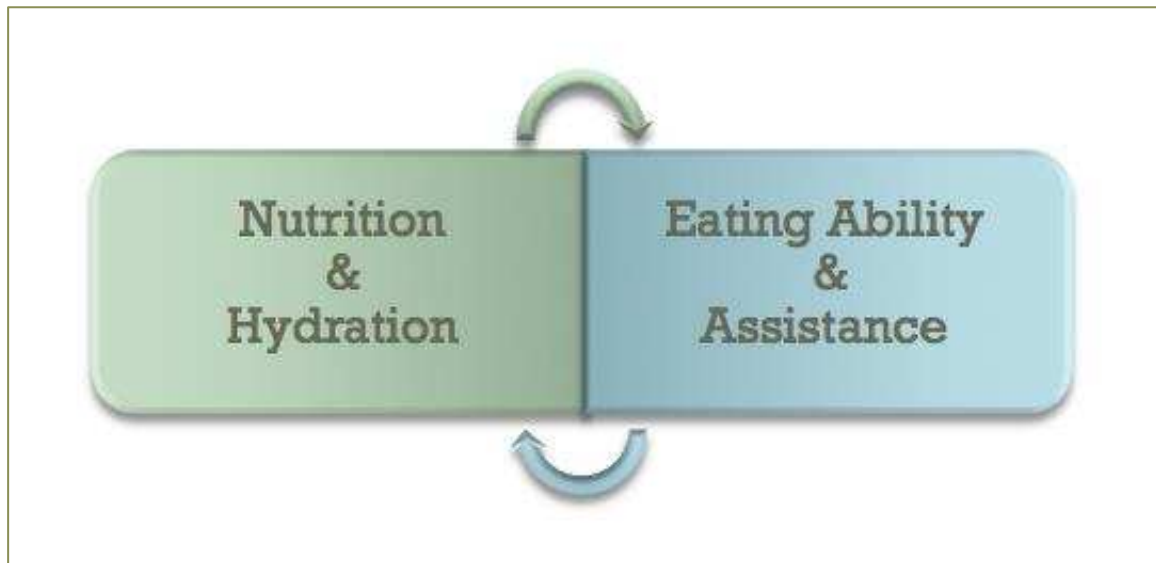 Nutrition
&
Hydration
Eating Ability
&
Assistance